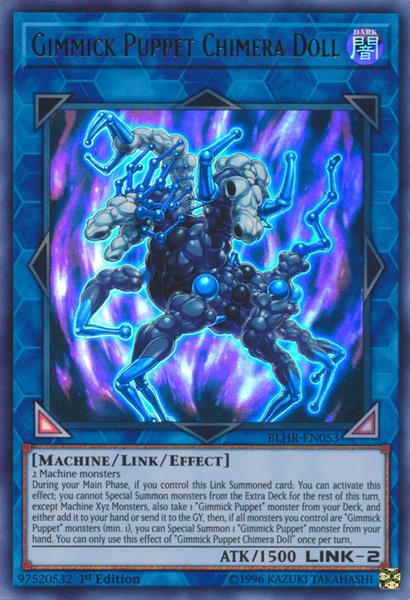 Gimmick Puppet Chimera Doll
DARK
闇
BLHR-EN053
[Machine/Link/Effect]
2 Machine monsters
During your Main Phase, if you control this Link Summoned card: You can activate this
effect; you cannot Special Summon monsters from the Extra Deck for the rest of this turn,
except Machine Xyz Monsters, also take 1 "Gimmick Puppet" monster from your Deck, and
either add it to your hand or send it to the GY, then, if all monsters you control are "Gimmick
Puppet" monsters (min. 1), you can Special Summon 1 "Gimmick Puppet" monster from your
hand. You can only use this effect of "Gimmick Puppet Chimera Doll" once per turn.
ATK/1500 LINK-2
97520532 1st Edition ©1996 KAZUKI TAKAHASHI